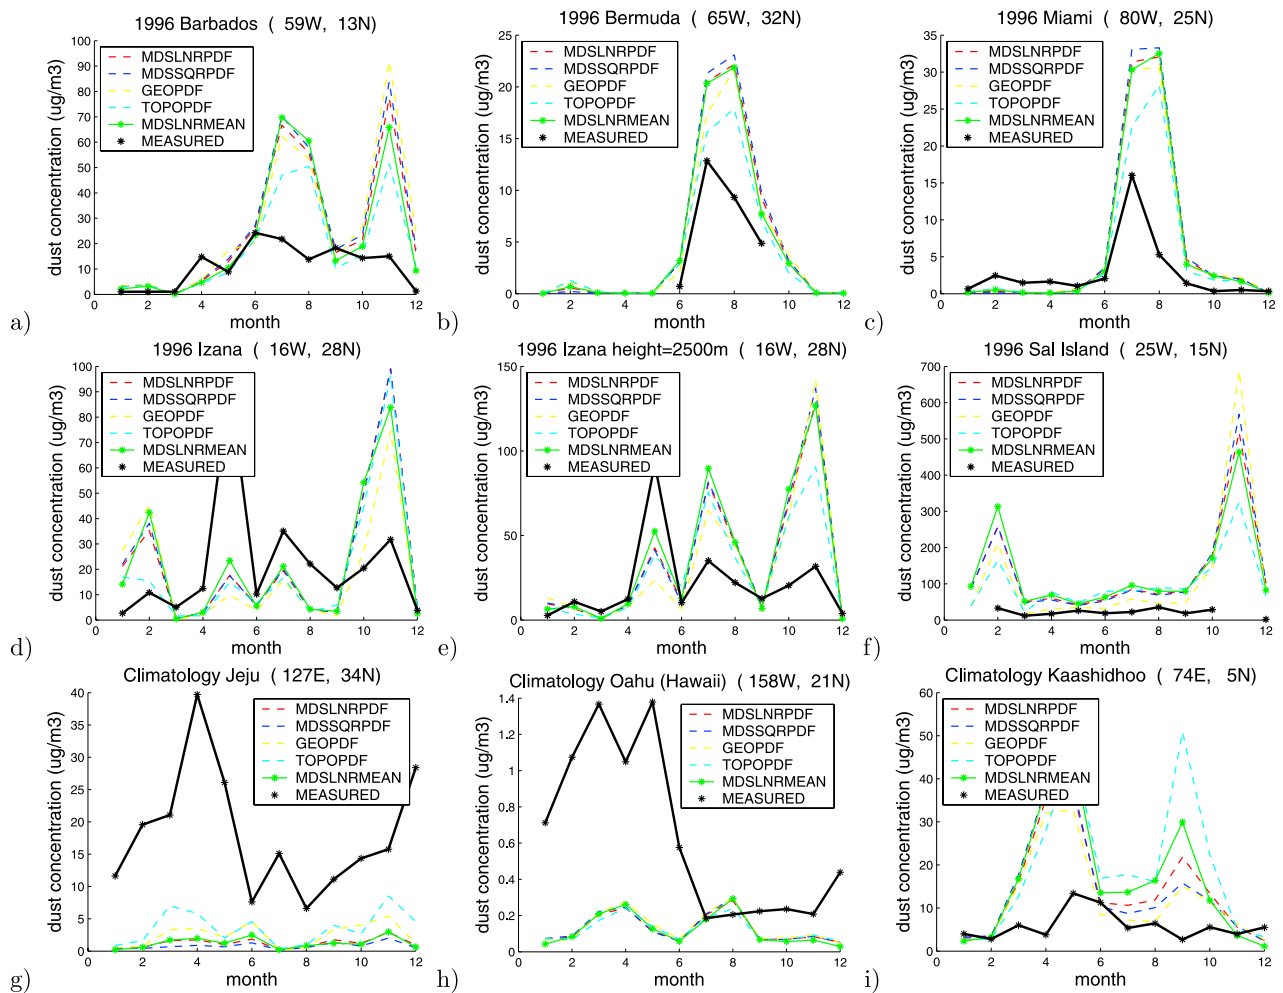 1996 Barbados ( 59W, 13N)
100
90
80
70
60
50
40
30
20
10
0
0 2 4 6 8 10 12
dust concentration (ug/m3)
month
MDSLNRPDF
MDSSQRPDF
GEOPDF
TOPOPDF
MDSLNRMEAN
MEASURED
a)
1996 Bermuda ( 65W, 32N)
25
20
15
10
5
0
0 2 4 6 8 10 12
dust concentration (ug/m3)
month
MDSLNRPDF
MDSSQRPDF
GEOPDF
TOPOPDF
MDSLNRMEAN
MEASURED
b)
1996 Miami ( 80W, 25N)
35
30
25
20
15
10
5
0
0 2 4 6 8 10 12
dust concentration (ug/m3)
month
MDSLNRPDF
MDSSQRPDF
GEOPDF
TOPOPDF
MDSLNRMEAN
MEASURED
c)
1996 Izana ( 16W, 28N)
100
90
80
70
60
50
40
30
20
10
0
0 2 4 6 8 10 12
dust concentration (ug/m3)
month
MDSLNRPDF
MDSSQRPDF
GEOPDF
TOPOPDF
MDSLNRMEAN
MEASURED
d)
1996 Izana height=2500m ( 16W, 28N)
150
100
50
0
0 2 4 6 8 10 12
dust concentration (ug/m3)
month
MDSLNRPDF
MDSSQRPDF
GEOPDF
TOPOPDF
MDSLNRMEAN
MEASURED
e)
1996 Sal Island ( 25W, 15N)
700
600
500
400
300
200
100
0
0 2 4 6 8 10 12
dust concentration (ug/m3)
month
MDSLNRPDF
MDSSQRPDF
GEOPDF
TOPOPDF
MDSLNRMEAN
MEASURED
f)
Climatology Jeju ( 127E, 34N)
40
35
30
25
20
15
10
5
0
0 2 4 6 8 10 12
dust concentration (ug/m3)
month
MDSLNRPDF
MDSSQRPDF
GEOPDF
TOPOPDF
MDSLNRMEAN
MEASURED
g)
Climatology Oahu (Hawaii) ( 158W, 21N)
1.4
1.2
1
0.8
0.6
0.4
0.2
0
0 2 4 6 8 10 12
dust concentration (ug/m3)
month
MDSLNRPDF
MDSSQRPDF
GEOPDF
TOPOPDF
MDSLNRMEAN
MEASURED
h)
Climatology Kaashidhoo ( 74E, 5N)
60
50
40
30
20
10
0
0 2 4 6 8 10 12
dust concentration (ug/m3)
month
MDSLNRPDF
MDSSQRPDF
GEOPDF
TOPOPDF
MDSLNRMEAN
MEASURED
i)